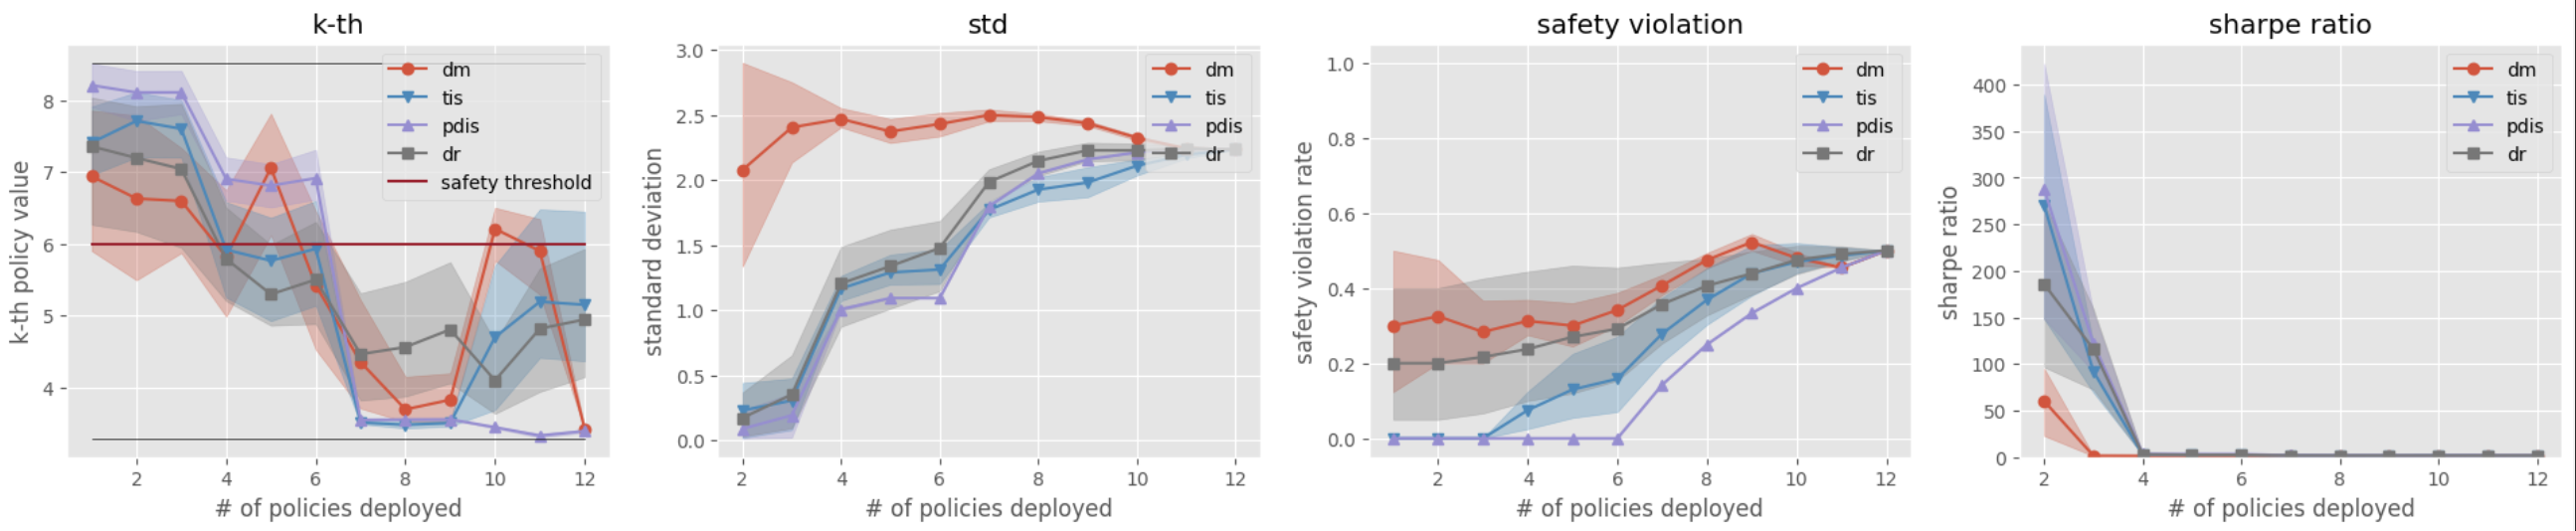 k-th
k-th policy value
8
7
6
5
4
2
4
6
8
10
12
# of policies deployed
dm
tis
pdis
dr
safety threshold
std
standard deviation
3.0
2.5
2.0
1.5
1.0
0.5
0.0
2
4
6
8
10
12
# of policies deployed
dm
tis
pdis
dr
safety violation
safety violation rate
1.0
0.8
0.6
0.4
0.2
0.0
2
4
6
8
10
12
# of policies deployed
dm
tis
pdis
dr
sharpe ratio
sharpe ratio
400
350
300
250
200
150
100
50
0
2
4
6
8
10
12
# of policies deployed
dm
tis
pdis
dr